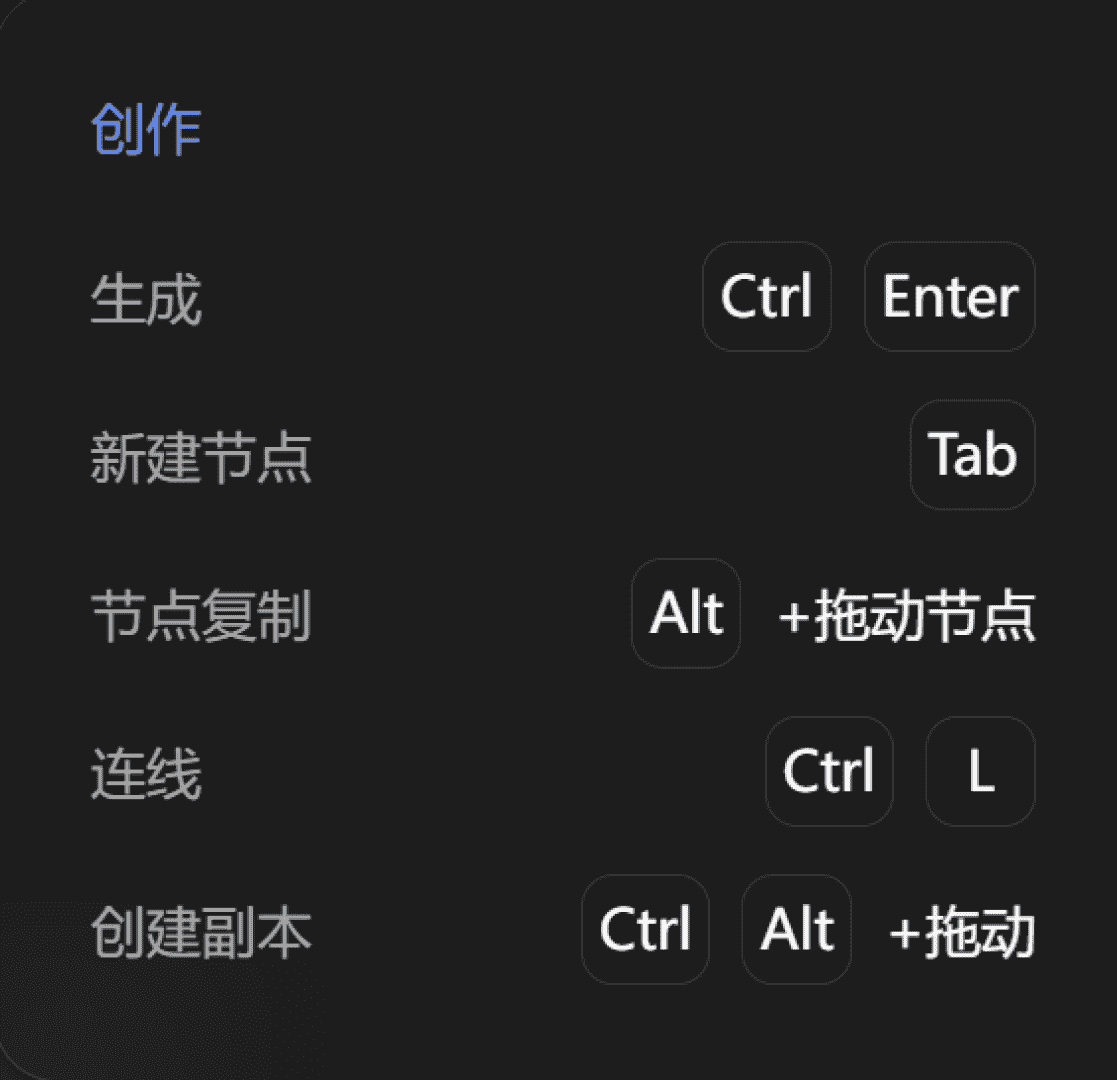 创作
生成 Ctrl Enter
新建节点 Tab
节点复制 Alt +拖动节点
连线 Ctrl L
创建副本 Ctrl Alt +拖动